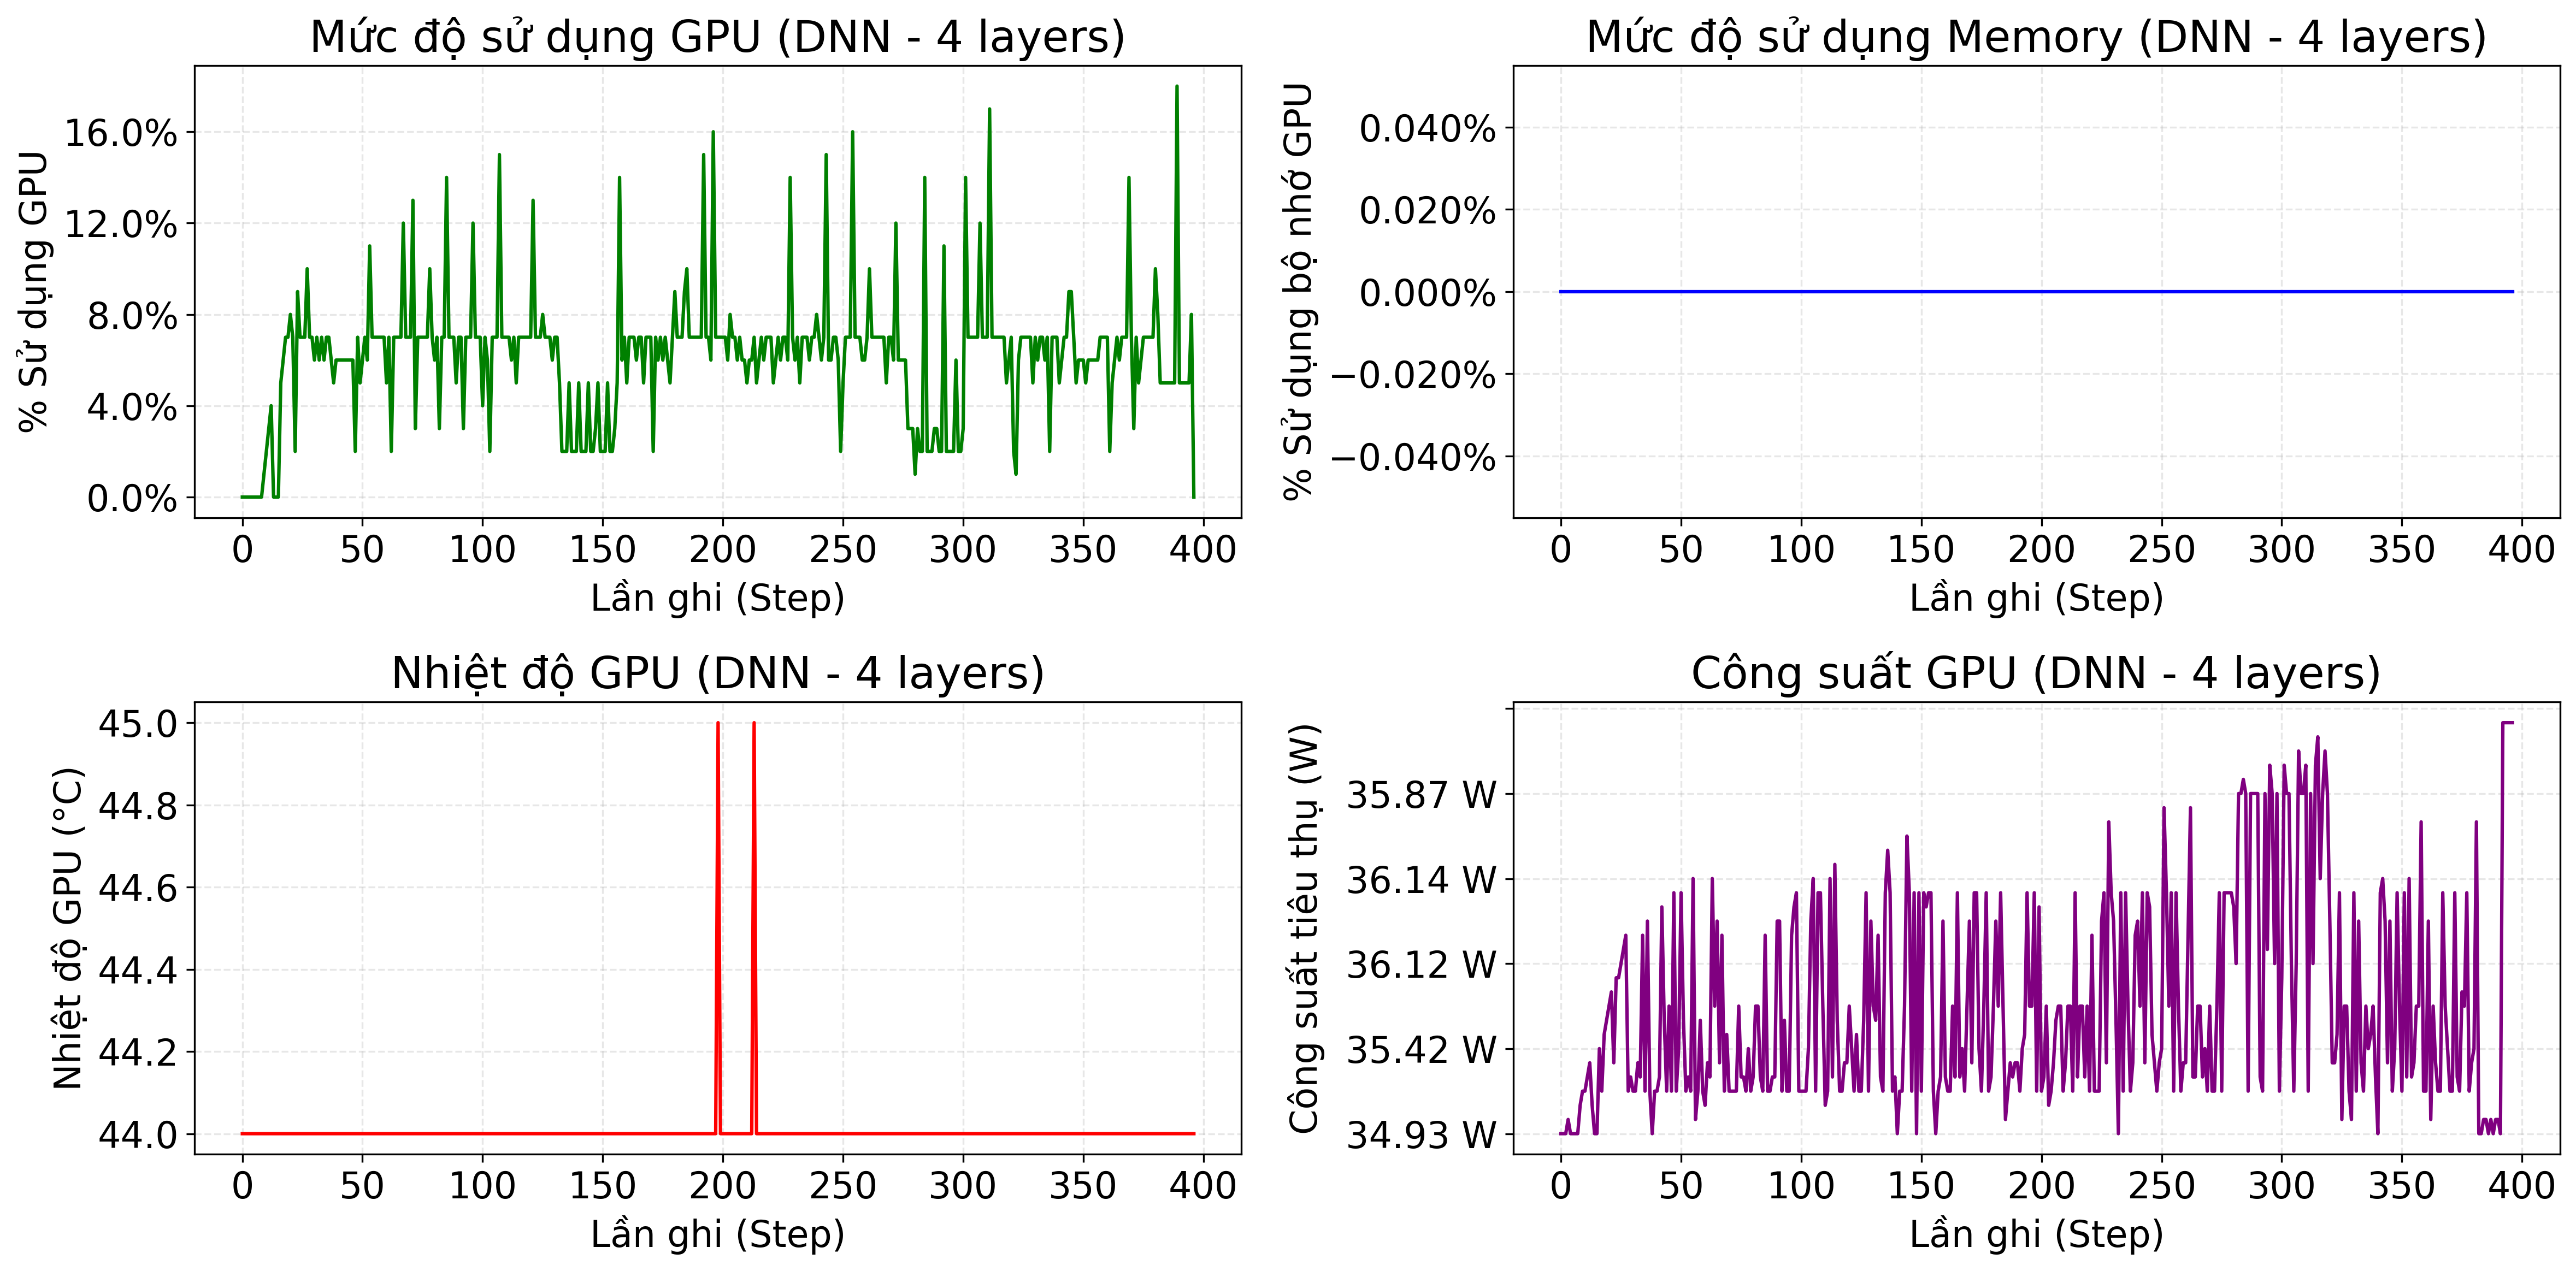 Mức độ sử dụng GPU (DNN - 4 layers)
% Sử dụng GPU
16.0%
12.0%
8.0%
4.0%
0.0%
0 50 100 150 200 250 300 350 400
Lần ghi (Step)
Mức độ sử dụng Memory (DNN - 4 layers)
% Sử dụng bộ nhớ GPU
0.040%
0.020%
0.000%
−0.020%
−0.040%
0 50 100 150 200 250 300 350 400
Lần ghi (Step)
Nhiệt độ GPU (DNN - 4 layers)
Nhiệt độ GPU (°C)
45.0
44.8
44.6
44.4
44.2
44.0
0 50 100 150 200 250 300 350 400
Lần ghi (Step)
Công suất GPU (DNN - 4 layers)
Công suất tiêu thụ (W)
35.87 W
36.14 W
36.12 W
35.42 W
34.93 W
0 50 100 150 200 250 300 350 400
Lần ghi (Step)